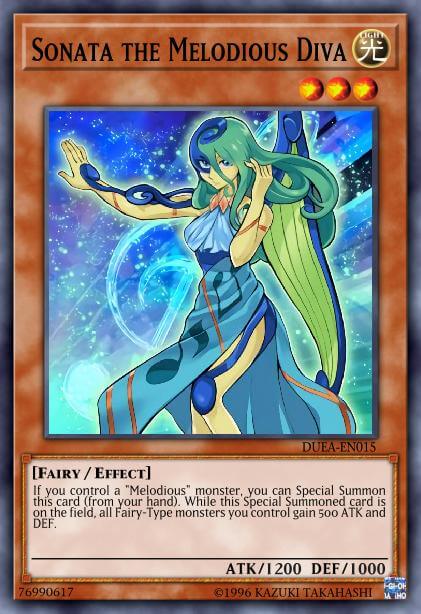 Sonata the Melodious Diva
LIGHT
光
DUEA-EN015
[Fairy / Effect]
If you control a "Melodious" monster, you can Special Summon
this card (from your hand). While this Special Summoned card is
on the field, all Fairy-Type monsters you control gain 500 ATK and
DEF.
ATK/1200 DEF/1000
76990617
©1996 KAZUKI TAKAHASHI